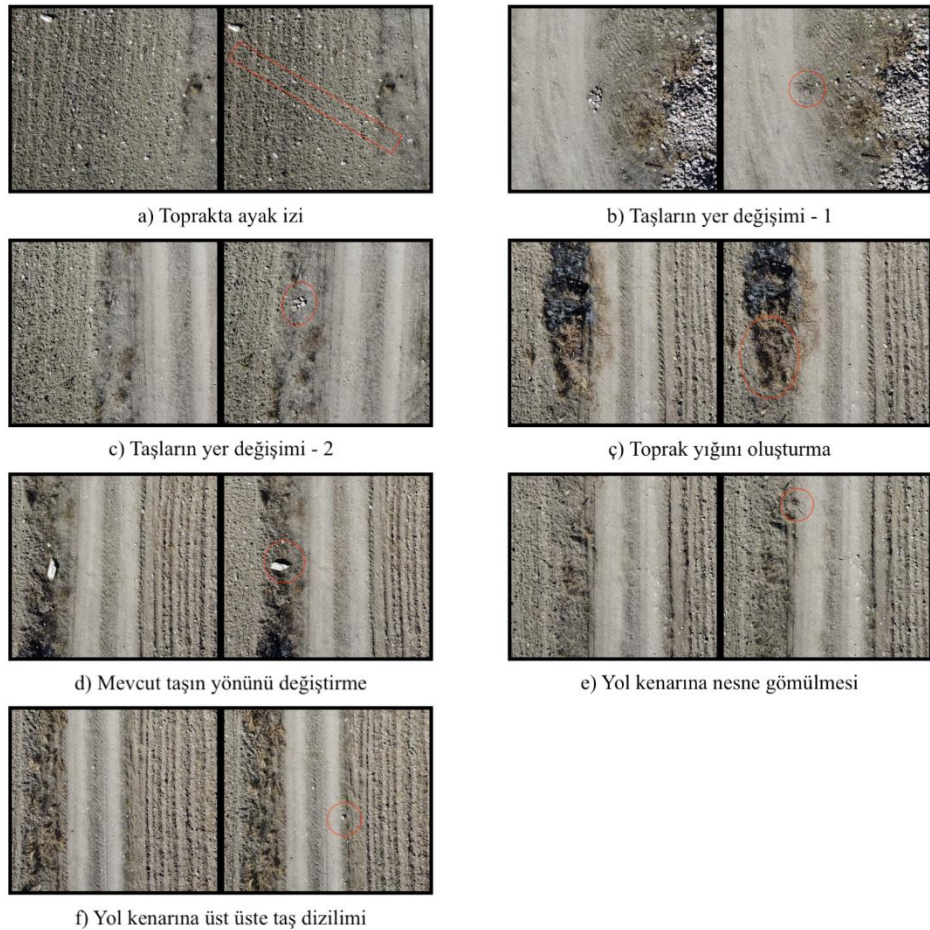 a) Toprakta ayak izi
b) Taşların yer değişimi - 1
c) Taşların yer değişimi - 2
ç) Toprak yığını oluşturma
d) Mevcut taşın yönünü değiştirme
e) Yol kenarına nesne gömülmesi
f) Yol kenarına üst üste taş dizilimi